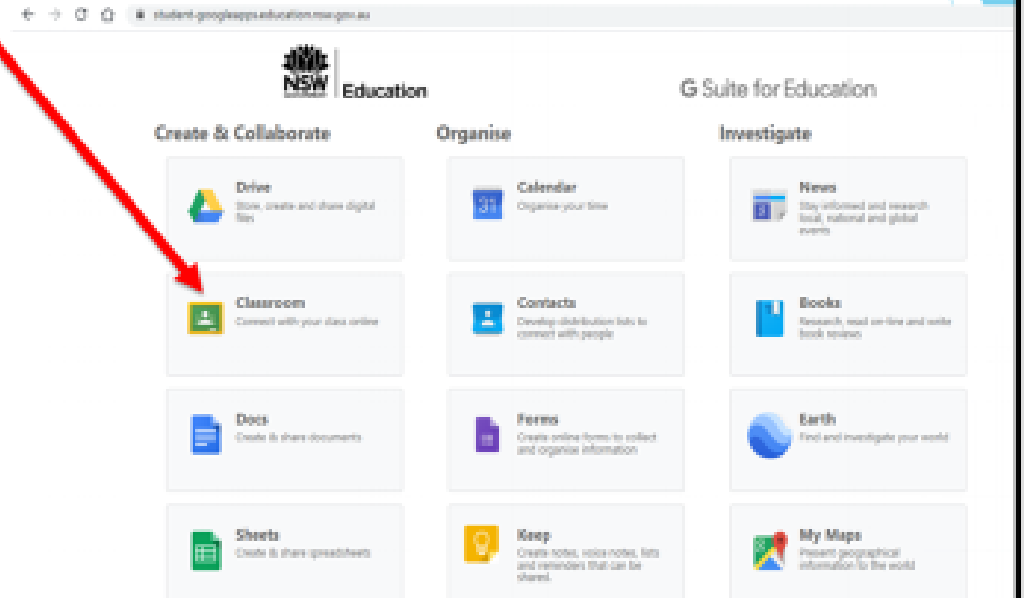 student-googleapps.education.nsw.gov.au
NSW
Education
G Suite for Education
Create & Collaborate
Organise
Investigate
Drive
Store, create and share digital
files
Calendar
31
Organise your time
News
Stay informed and research
local, national and global
events
Classroom
Connect with your class online
Contacts
Develop distribution lists to
connect with people
Books
Research, read on-line and write
book reviews
Docs
Create & share documents
Forms
Create online forms to collect
and organise information
Earth
Find and investigate your world
Sheets
Create & share spreadsheets
Keep
Create notes, voice notes, lists
and reminders that can be
shared.
My Maps
Present geographical
information to the world